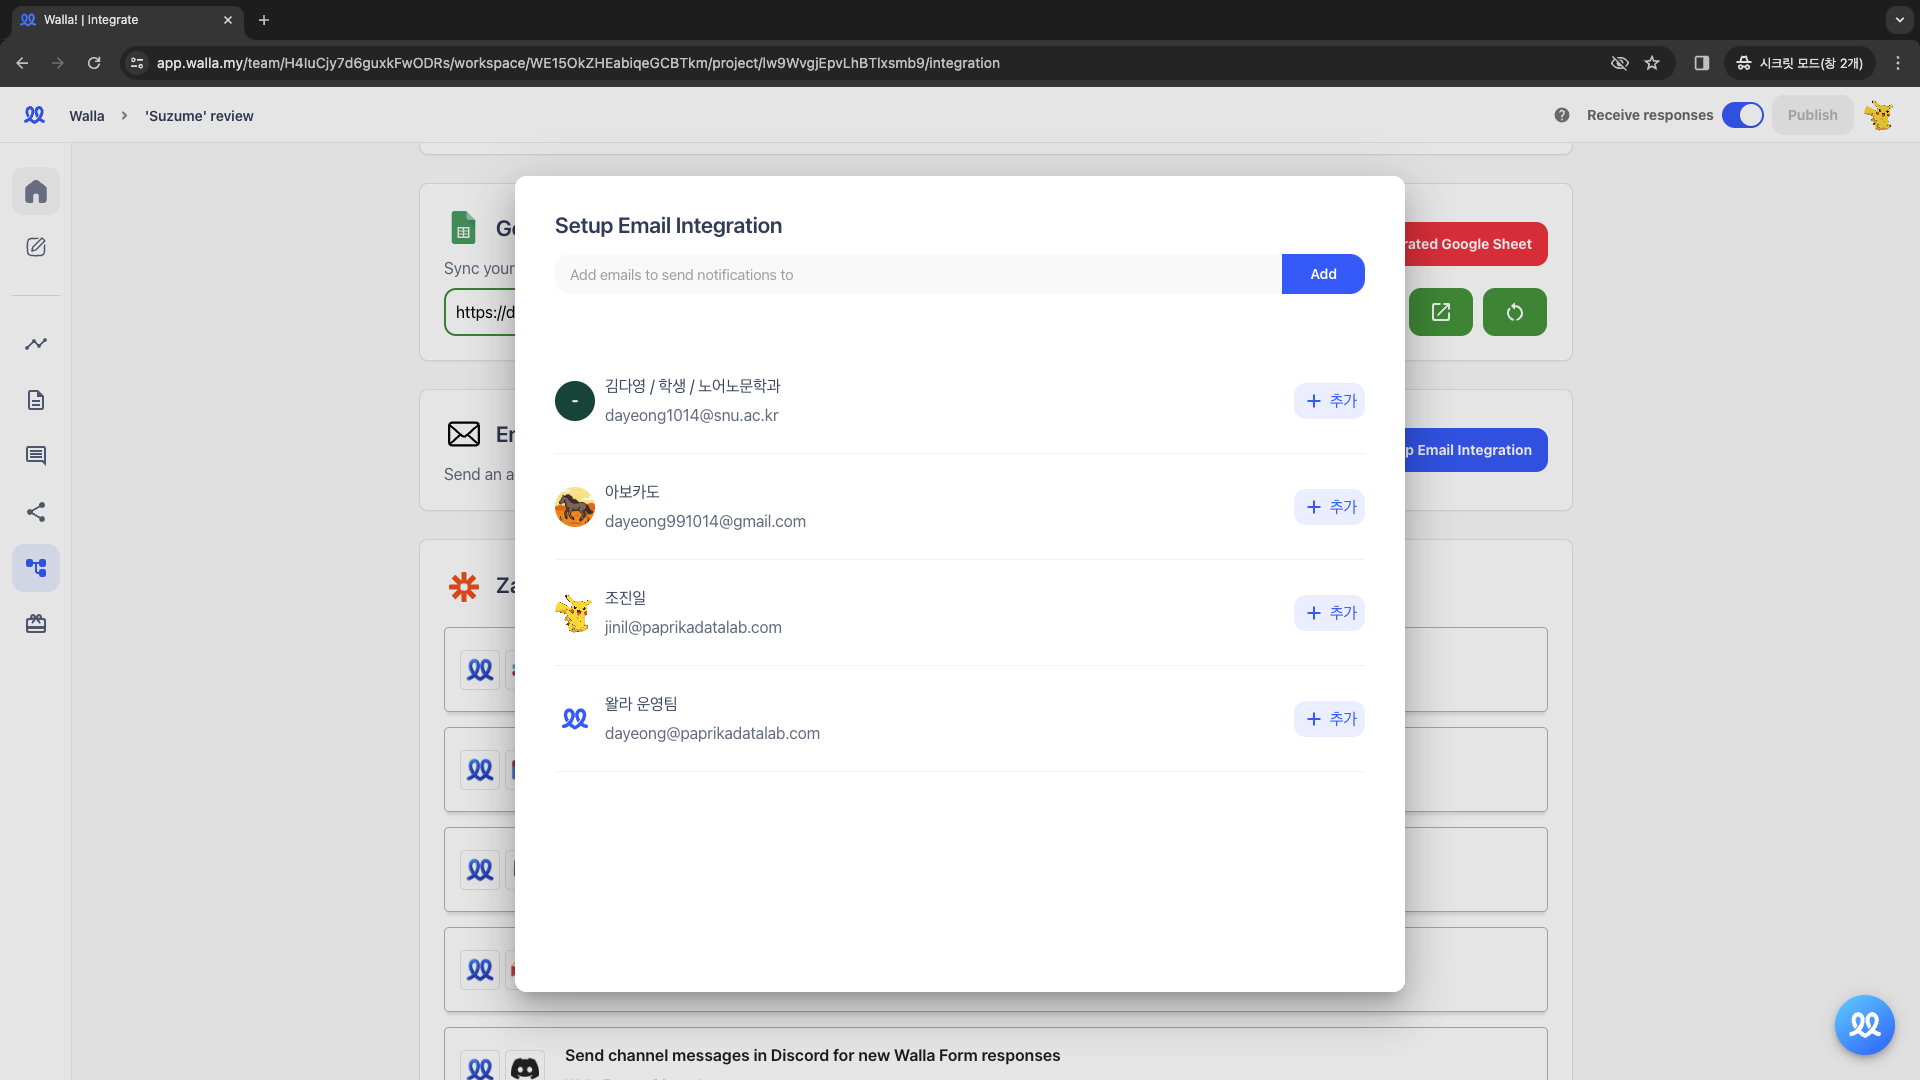 Walla! | Integrate
app.walla.my/team/H4luCjy7d6guxkFwODRs/workspace/WE15OkZHEabiqeGCBTkm/project/lw9WvgjEpvLhBTlxsmb9/integration
시크릿 모드(창 2개)
Walla
'Suzume' review
Receive responses
Publish
Setup Email Integration
Add emails to send notifications to
Add
Go
rated Google Sheet
Sync your
https://d
김다영 / 학생 / 노어노문학과
dayeong1014@snu.ac.kr
추가
En
p Email Integration
Send an a
아보카도
dayeong991014@gmail.com
추가
Za
조진일
jinil@paprikadatalab.com
추가
왈라 운영팀
dayeong@paprikadatalab.com
추가
Send channel messages in Discord for new Walla Form responses